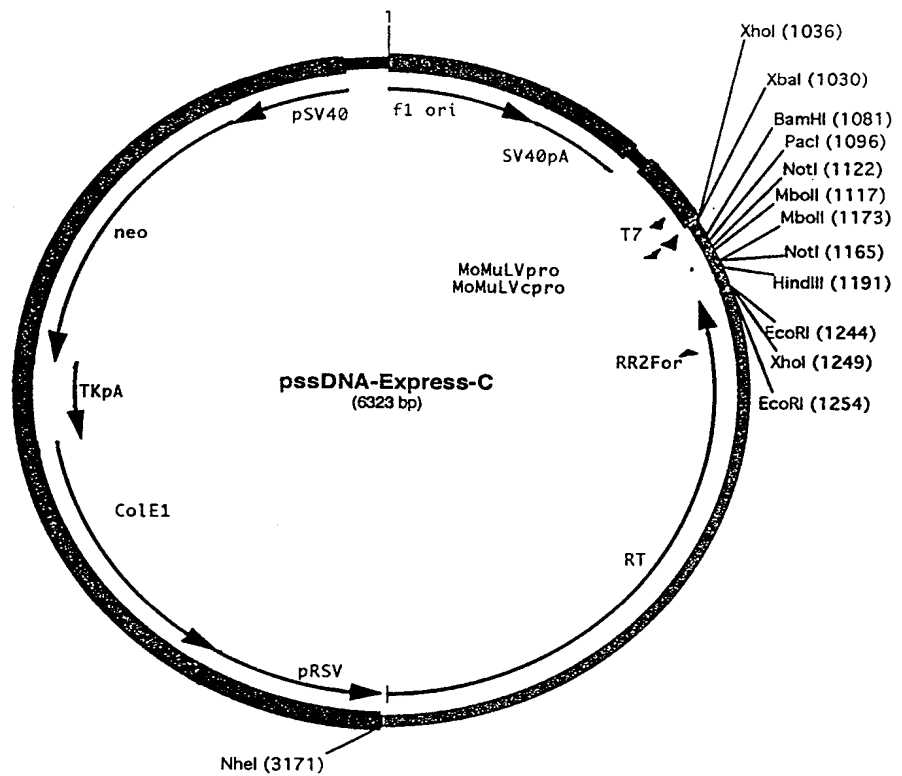 1
XhoI (1036)
XbaI (1030)
BamHI (1081)
PacI (1096)
NotI (1122)
MboII (1117)
MboII (1173)
NotI (1165)
HindIII (1191)
EcoRI (1244)
XhoI (1249)
EcoRI (1254)
pSV40
f1 ori
SV40pA
neo
T7
MoMuLVpro
MoMuLVcpro
RR2For
TKpA
pssDNA-Express-C
(6323 bp)
ColE1
RT
pRSV
NheI (3171)